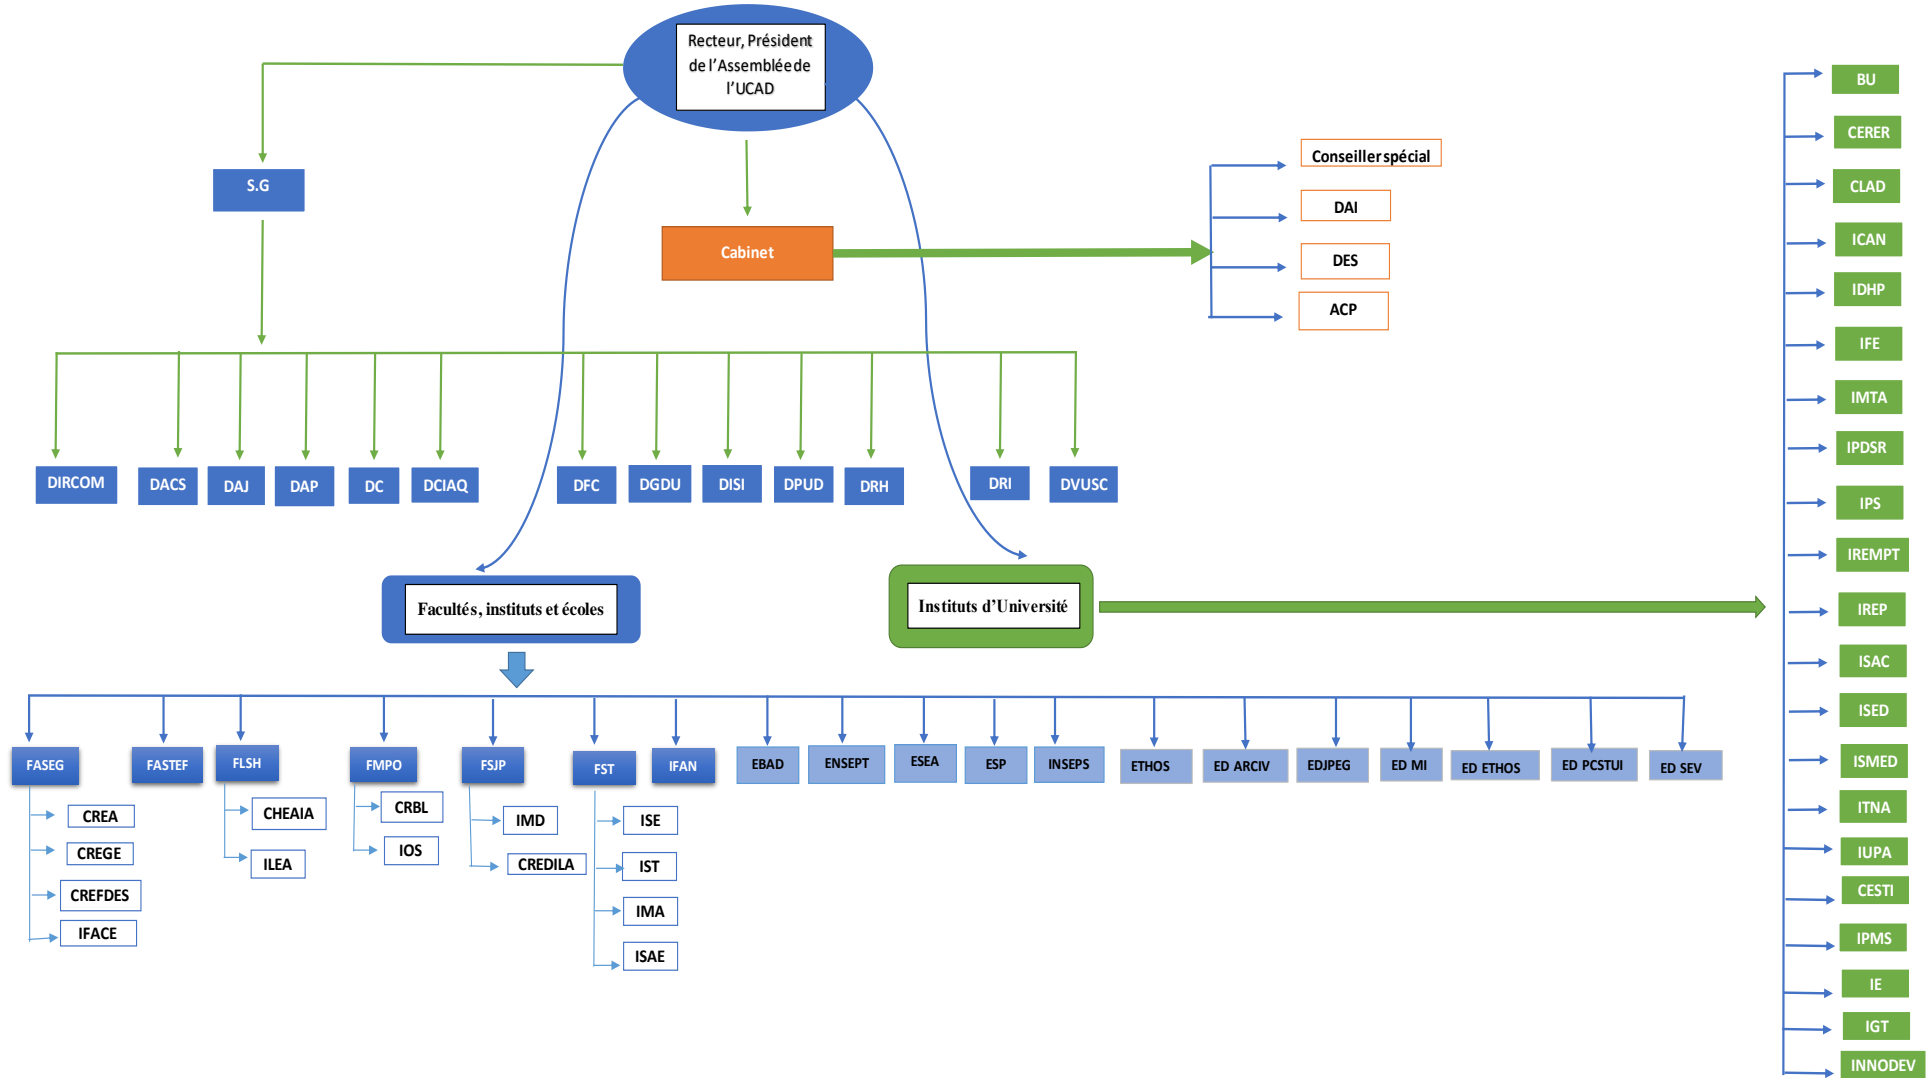 Recteur, Président
de l'Assemblée de
l'UCAD
S.G
Cabinet
Conseiller spécial
DAI
DES
ACP
DIRCOM
DACS
DAJ
DAP
DC
DCIAQ
DFC
DGDU
DISI
DPUD
DRH
DRI
DVUSC
Facultés, instituts et écoles
Instituts d'Université
FASEG
FASTEF
FLSH
FMPO
FSJP
FST
IFAN
EBAD
ENSEPT
ESEA
ESP
INSEPS
ETHOS
ED ARCIV
EDJPEG
ED MI
ED ETHOS
ED PCSTUI
ED SEV
CREA
CREGE
CREFDES
IFACE
CHEAIA
ILEA
CRBL
IOS
IMD
CREDILA
ISE
IST
IMA
ISAE
BU
CERER
CLAD
ICAN
IDHP
IFE
IMTA
IPDSR
IPS
IREMPT
IREP
ISAC
ISED
ISMED
ITNA
IUPA
CESTI
IPMS
IE
IGT
INNODEV